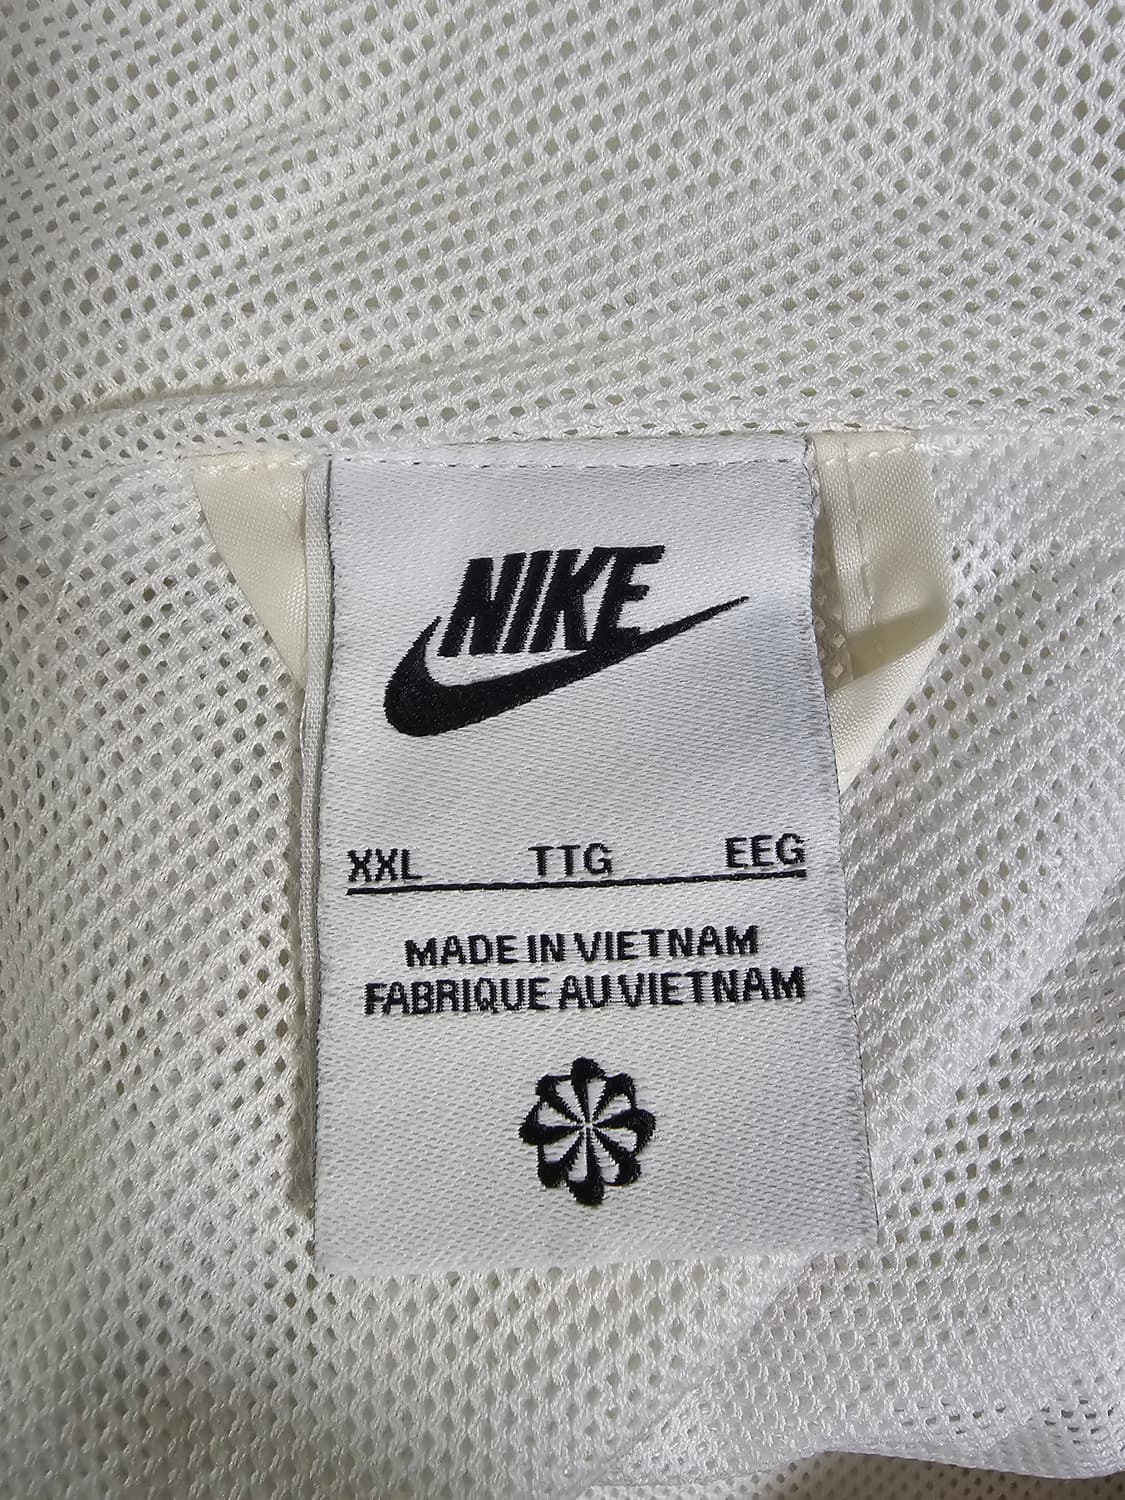 NIKE
XXL TTG EEG
MADE IN VIETNAM
FABRIQUE AU VIETNAM